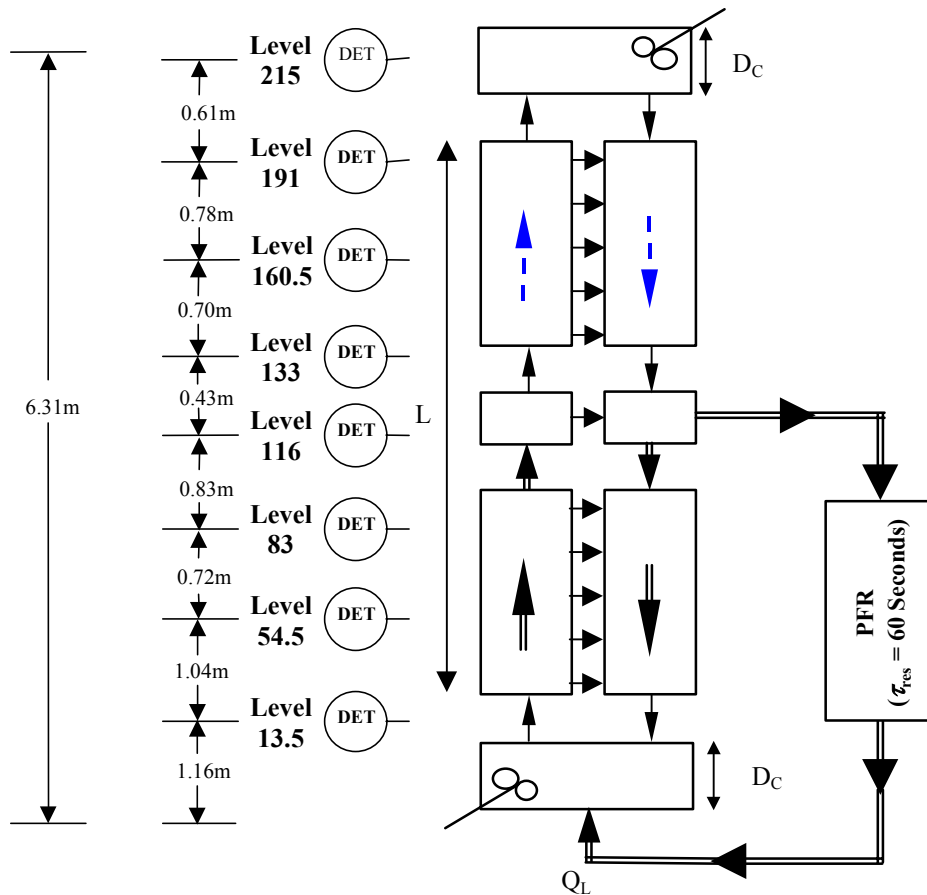 Level
215
DET
D_C
0.61m
Level
191
DET
0.78m
Level
160.5
DET
0.70m
Level
133
DET
6.31m
0.43m
L
Level
116
DET
0.83m
Level
83
DET
0.72m
Level
54.5
DET
PFR
(τ_res = 60 Seconds)
1.04m
Level
13.5
DET
1.16m
D_C
Q_L